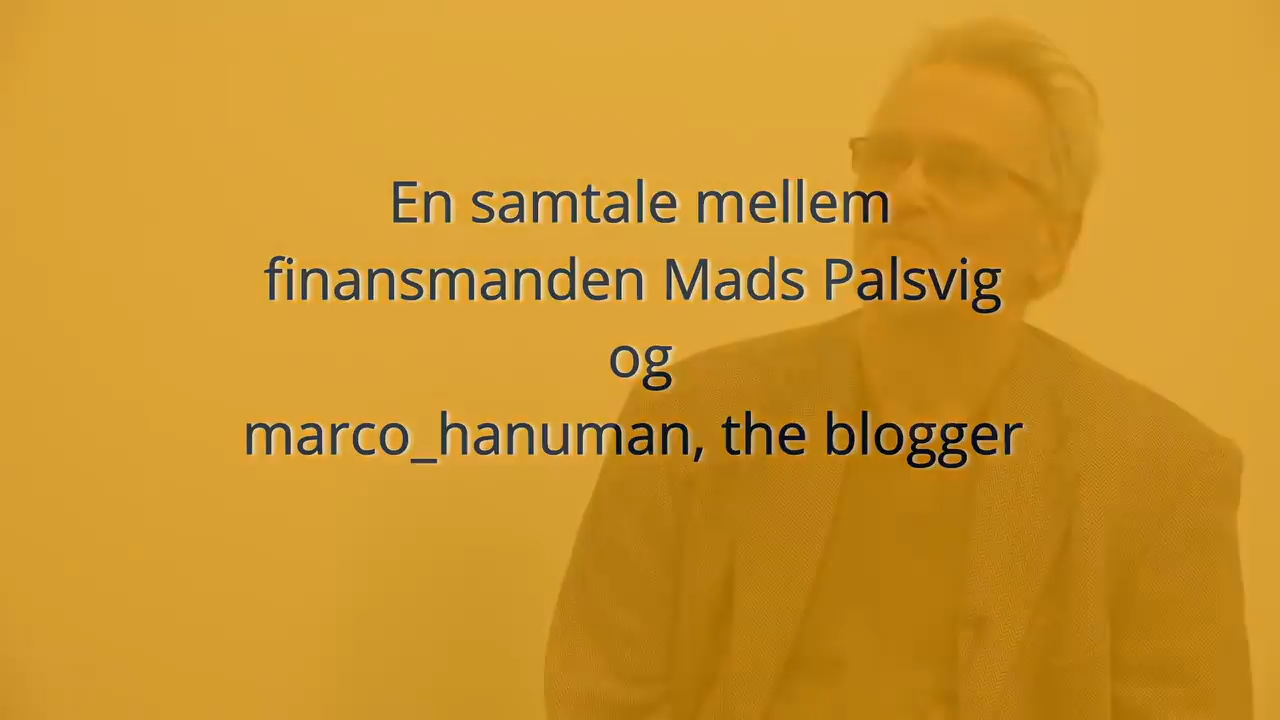 En samtale mellem
finansmanden Mads Palsvig
og
marco_hanuman, the blogger